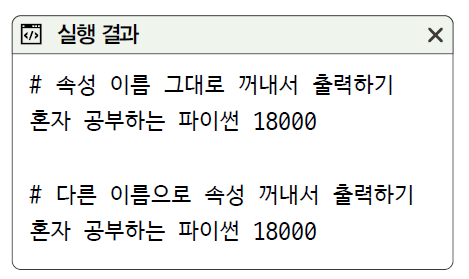 실행 결과
# 속성 이름 그대로 꺼내서 출력하기
혼자 공부하는 파이썬 18000
# 다른 이름으로 속성 꺼내서 출력하기
혼자 공부하는 파이썬 18000